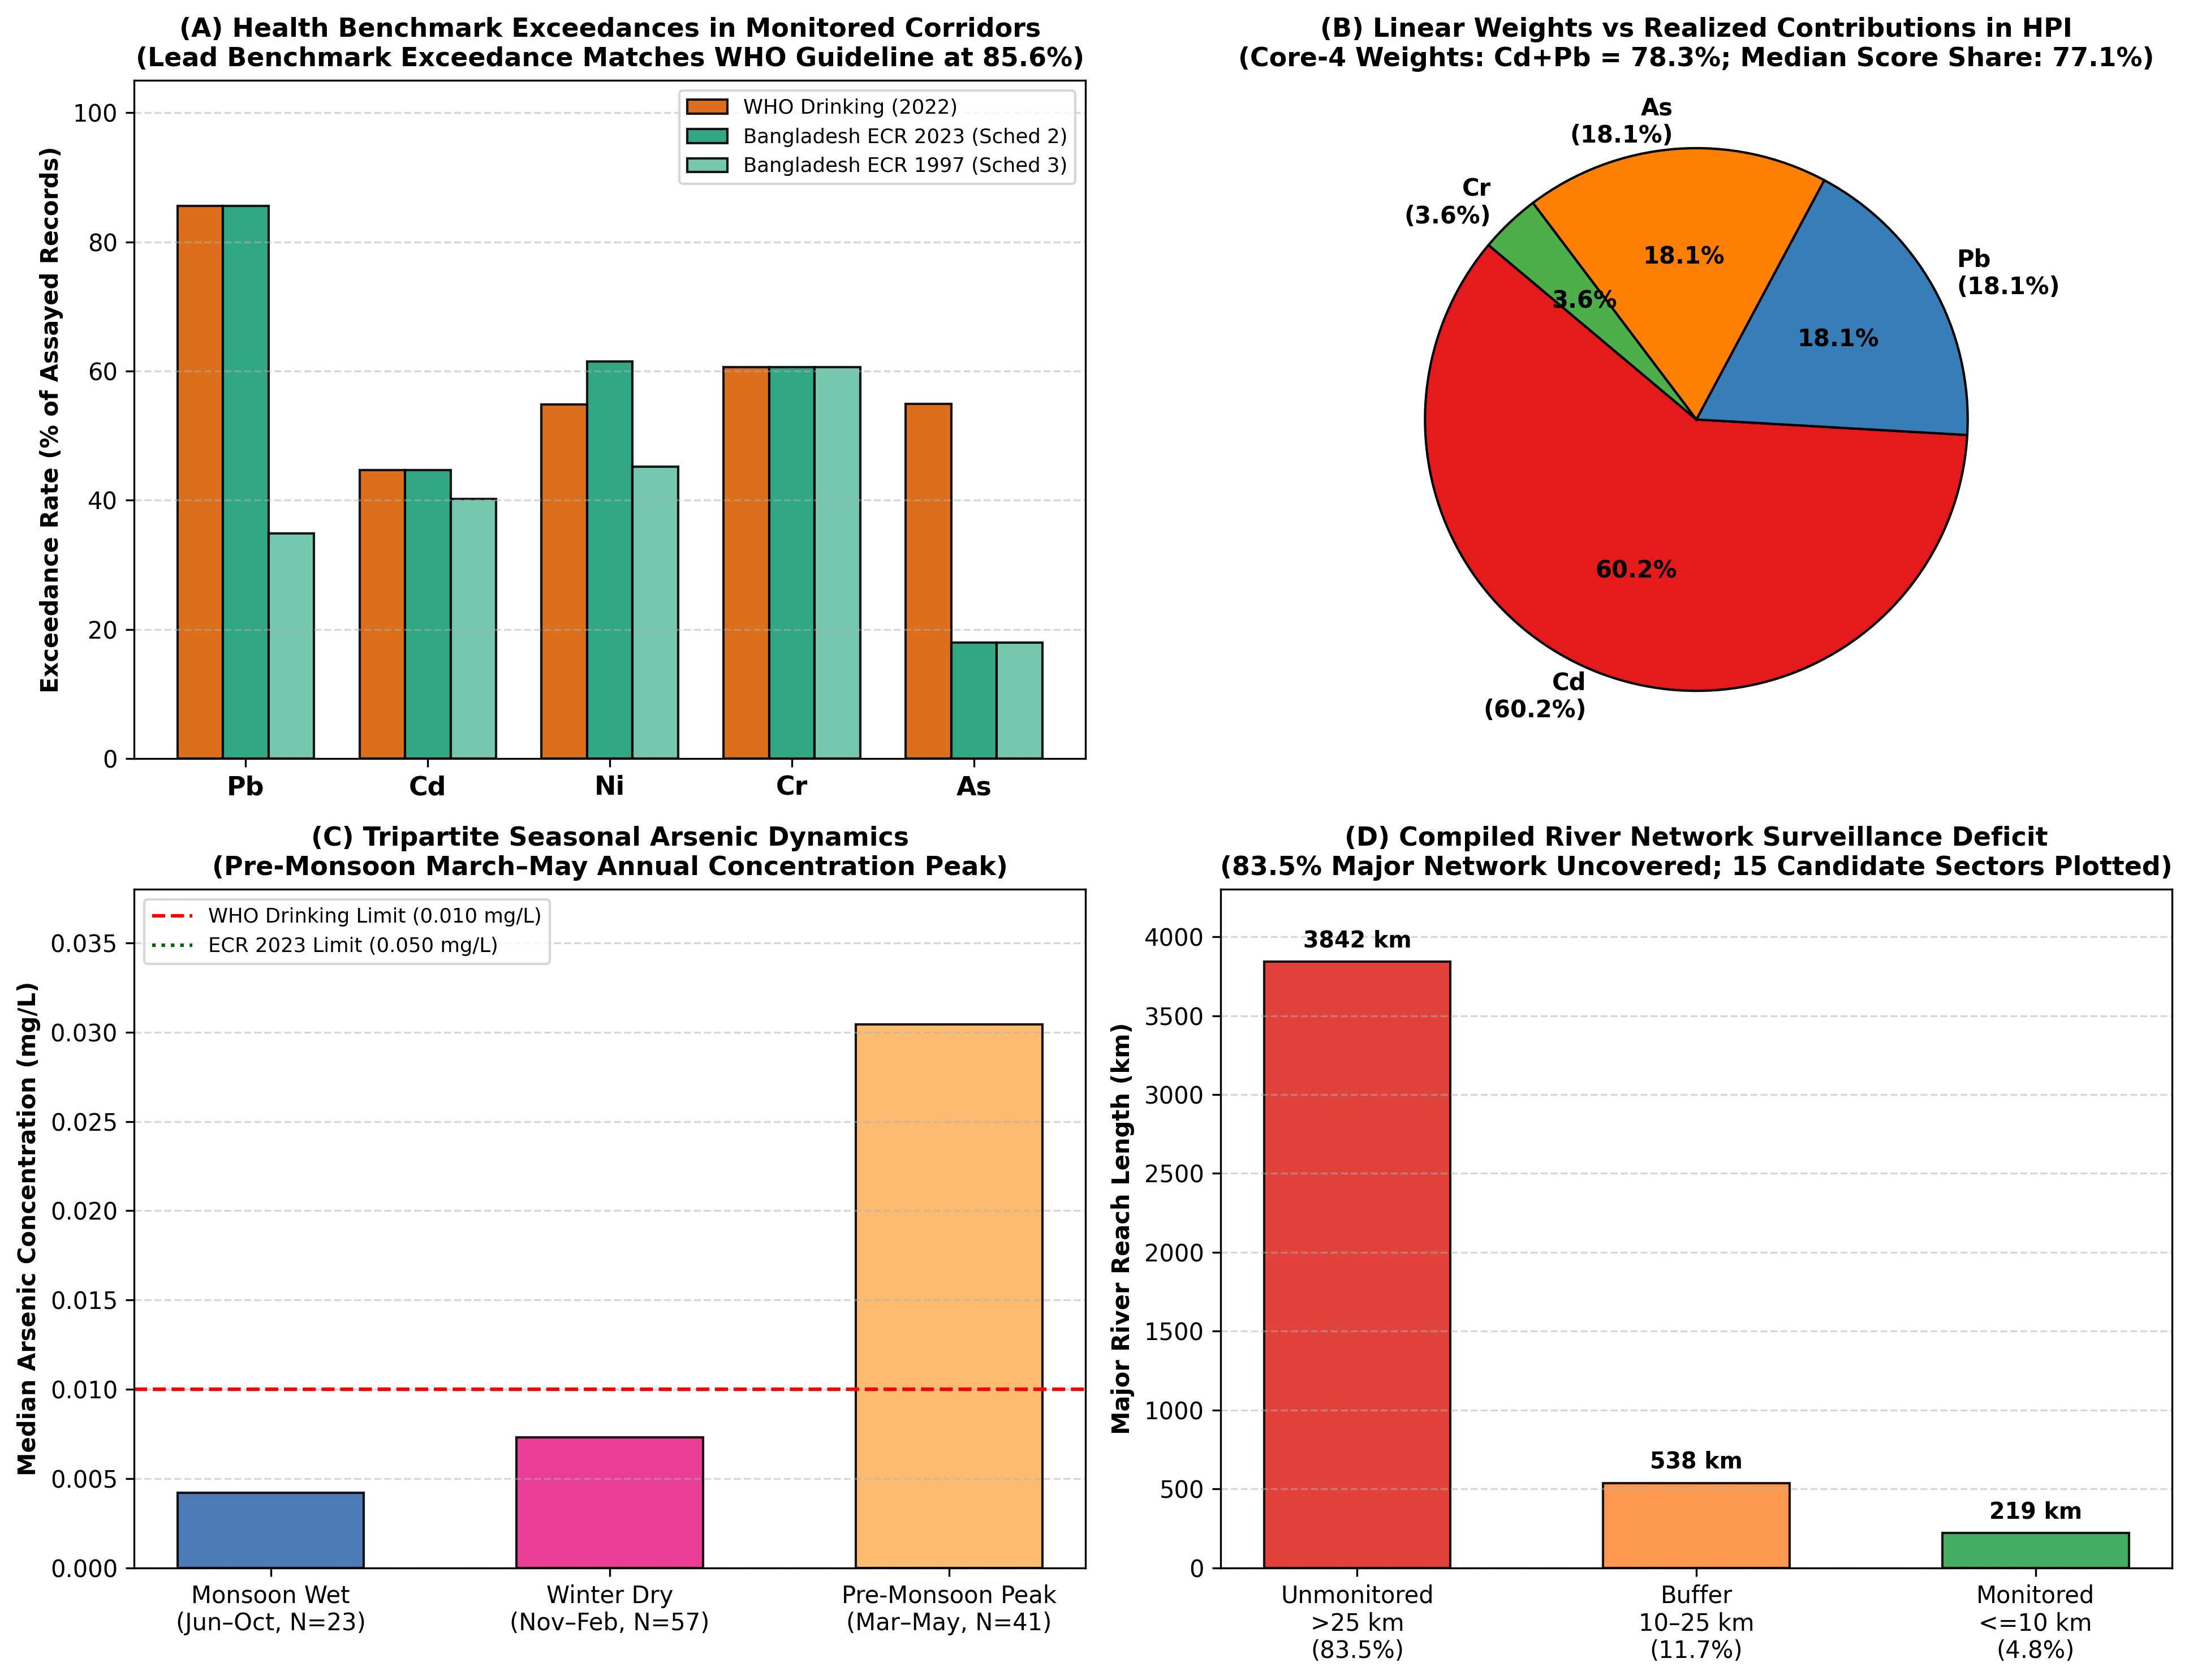 (A) Health Benchmark Exceedances in Monitored Corridors
(Lead Benchmark Exceedance Matches WHO Guideline at 85.6%)
Exceedance Rate (% of Assayed Records)
100
80
60
40
20
0
WHO Drinking (2022)
Bangladesh ECR 2023 (Sched 2)
Bangladesh ECR 1997 (Sched 3)
Pb
Cd
Ni
Cr
As
(B) Linear Weights vs Realized Contributions in HPI
(Core-4 Weights: Cd+Pb = 78.3%; Median Score Share: 77.1%)
As
(18.1%)
Cr
(3.6%)
Pb
(18.1%)
18.1%
3.6%
18.1%
60.2%
Cd
(60.2%)
(C) Tripartite Seasonal Arsenic Dynamics
(Pre-Monsoon March–May Annual Concentration Peak)
Median Arsenic Concentration (mg/L)
WHO Drinking Limit (0.010 mg/L)
ECR 2023 Limit (0.050 mg/L)
0.035
0.030
0.025
0.020
0.015
0.010
0.005
0.000
Monsoon Wet
(Jun–Oct, N=23)
Winter Dry
(Nov–Feb, N=57)
Pre-Monsoon Peak
(Mar–May, N=41)
(D) Compiled River Network Surveillance Deficit
(83.5% Major Network Uncovered; 15 Candidate Sectors Plotted)
Major River Reach Length (km)
4000
3500
3000
2500
2000
1500
1000
500
0
3842 km
538 km
219 km
Unmonitored
>25 km
(83.5%)
Buffer
10–25 km
(11.7%)
Monitored
<=10 km
(4.8%)